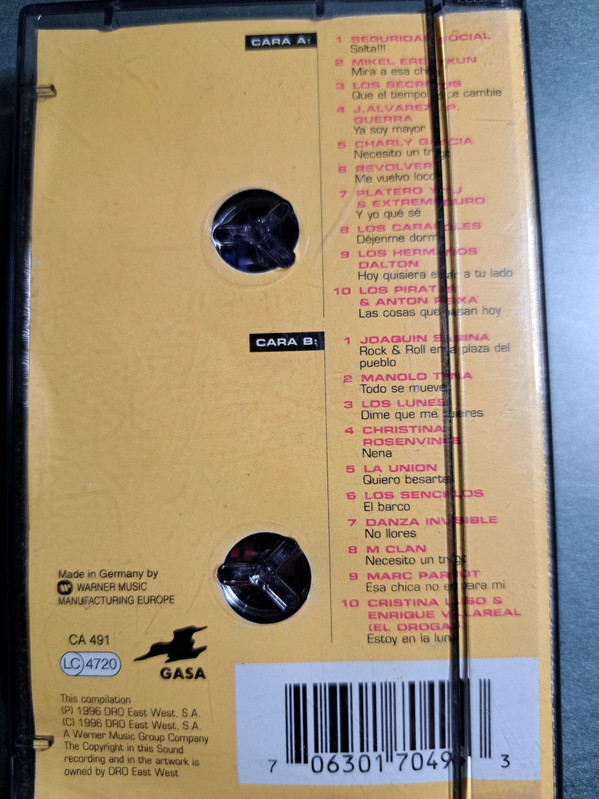 CARA A:
1 SEGURIDAD SOCIAL
Salta!!!
2 MIKEL ERENTXUN
Mira a esa chica
3 LOS SECRETOS
Que el tiempo no te cambie
4 J.ALVAREZ & P.
GUERRA
Ya soy mayor
5 CHARLY GARCIA
Necesito un trago
6 REVOLVER
Me vuelvo loco
7 PLATERO Y TU
& EXTREMODURO
Y yo qué sé
8 LOS CARAMELES
Déjenme dormir
9 LOS HERMANOS
DALTON
Hoy quisiera estar a tu lado
10 LOS PIRATAS
& ANTON REIXA
Las cosas que pasan hoy
CARA B:
1 JOAQUIN SABINA
Rock & Roll en la plaza del
pueblo
2 MANOLO TENA
Todo se mueve
3 LOS LUNES
Dime que me quieres
4 CHRISTINA
ROSENVINGE
Nena
5 LA UNION
Quiero besarte
6 LOS SENCILLOS
El barco
7 DANZA INVISIBLE
No llores
8 M CLAN
Necesito un trago
9 MARC PARROT
Esa chica no es para mi
10 CRISTINA LUSO &
ENRIQUE VILLAREAL
(EL DROGAS)
Estoy en la luna
Made in Germany by
WARNER MUSIC
MANUFACTURING EUROPE
CA 491
LC 4720
GASA
This compilation
(P) 1996 DRO East West, S.A.
(C) 1996 DRO East West, S.A.
A Warner Music Group Company
The Copyright in this Sound
recording and in the artwork is
owned by DRO East West
7 06301 7049 3